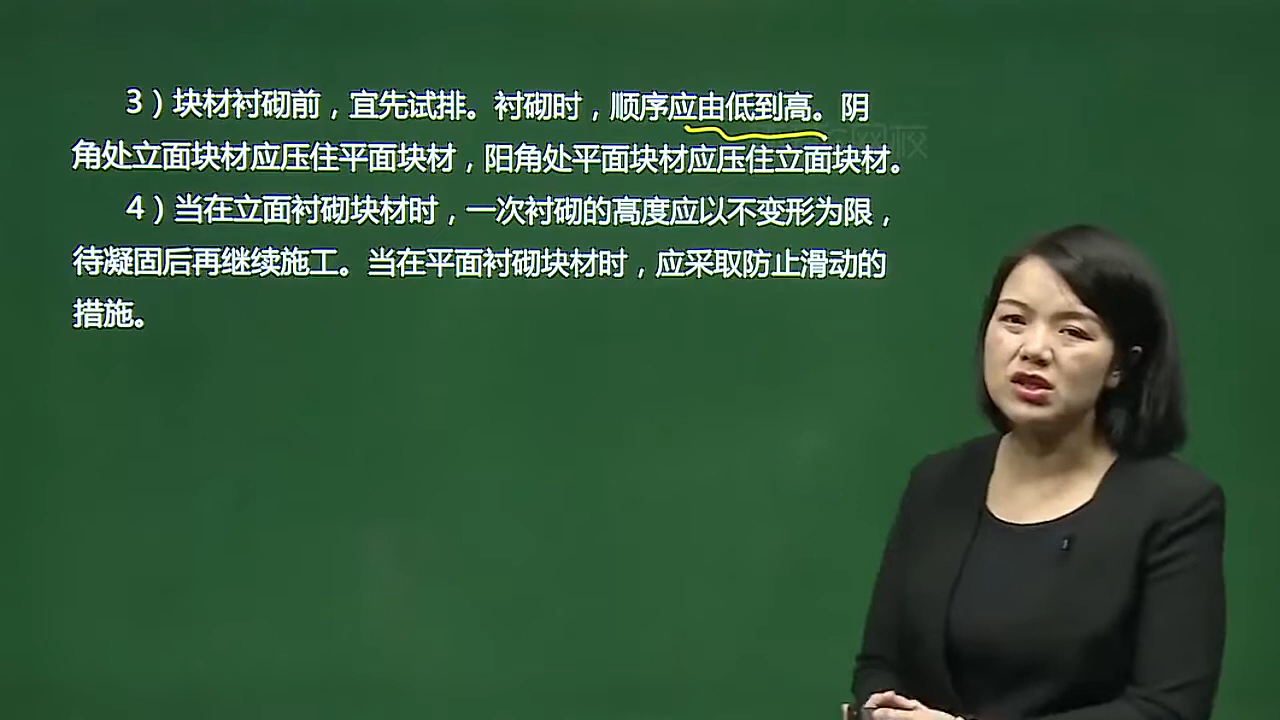 3）块材衬砌前，宜先试排。衬砌时，顺序应由低到高。阴
角处立面块材应压住平面块材，阳角处平面块材应压住立面块材。
4）当在立面衬砌块材时，一次衬砌的高度应以不变形为限，
待凝固后再继续施工。当在平面衬砌块材时，应采取防止滑动的
措施。
网校